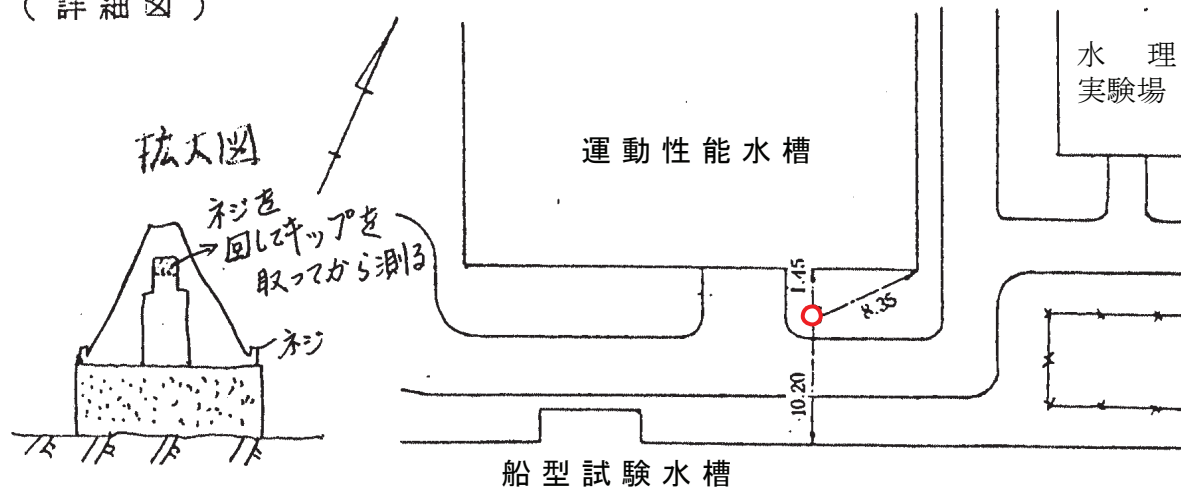 (詳細図)
水 理
実験場
運動性能水槽
拡大図
ネジを
回してキップを
取ってから測る
ネジ
1.45
8.35
10.20
船型試験水槽